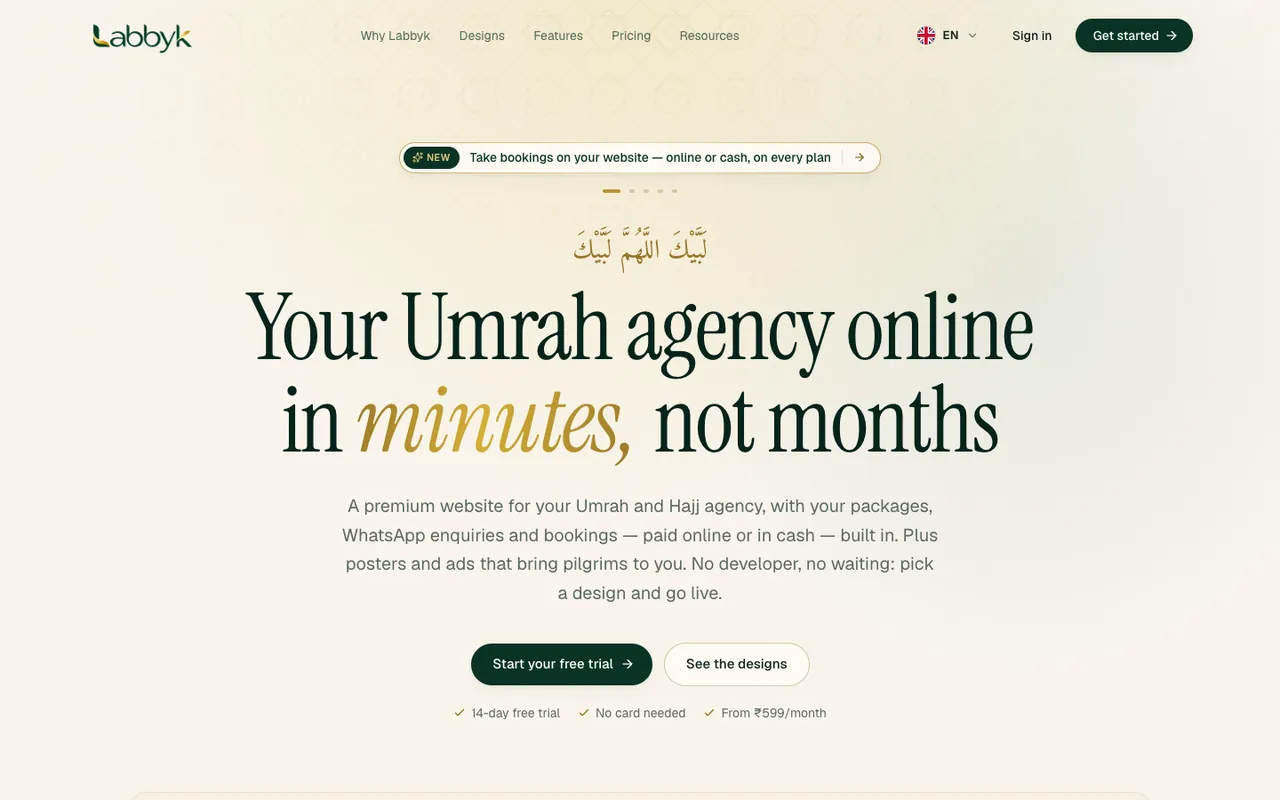 Labbyk
Why Labbyk
Designs
Features
Pricing
Resources
EN
Sign in
Get started →
NEW
Take bookings on your website — online or cash, on every plan →
لَبَّيْكَ اللَّهُمَّ لَبَّيْكَ
Your Umrah agency online
in minutes, not months
A premium website for your Umrah and Hajj agency, with your packages,
WhatsApp enquiries and bookings — paid online or in cash — built in. Plus
posters and ads that bring pilgrims to you. No developer, no waiting: pick
a design and go live.
Start your free trial →
See the designs
✓ 14-day free trial
✓ No card needed
✓ From ₹599/month